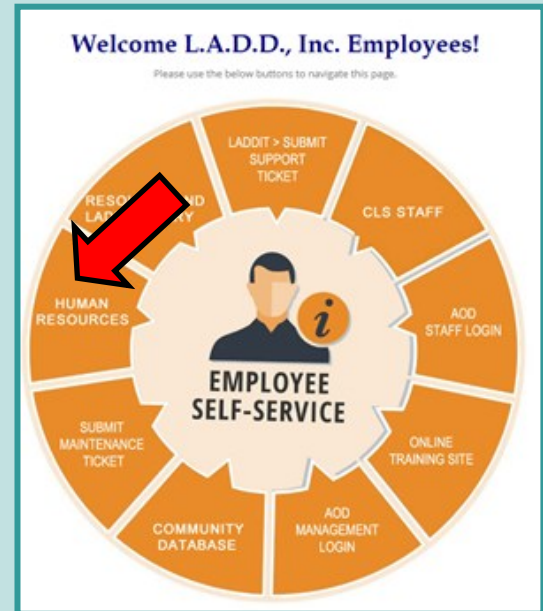 Welcome L.A.D.D., Inc. Employees!
Please use the below buttons to navigate this page.
LADDIT > SUBMIT
SUPPORT
TICKET
CLS STAFF
AOD
STAFF LOGIN
ONLINE
TRAINING SITE
AOD
MANAGEMENT
LOGIN
COMMUNITY
DATABASE
SUBMIT
MAINTENANCE
TICKET
HUMAN
RESOURCES
i
EMPLOYEE
SELF-SERVICE